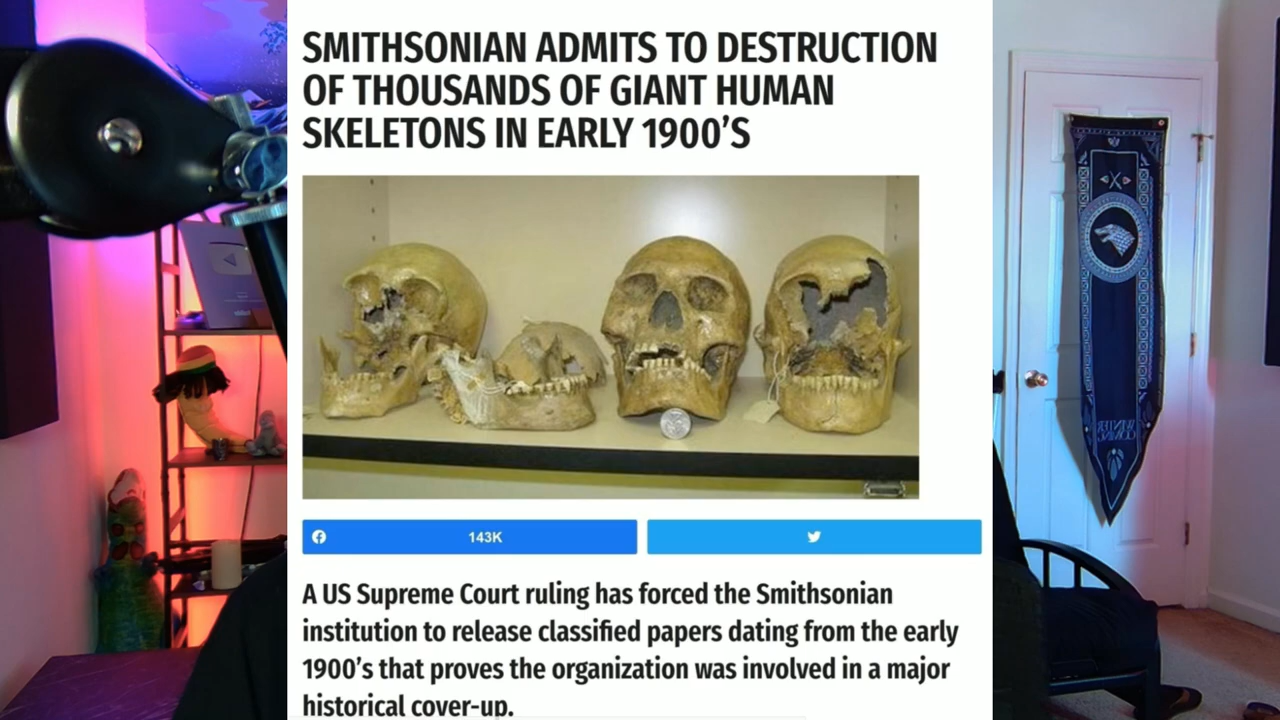 SMITHSONIAN ADMITS TO DESTRUCTION
OF THOUSANDS OF GIANT HUMAN
SKELETONS IN EARLY 1900'S
143K
A US Supreme Court ruling has forced the Smithsonian
institution to release classified papers dating from the early
1900's that proves the organization was involved in a major
historical cover-up.
WINTER
COMING